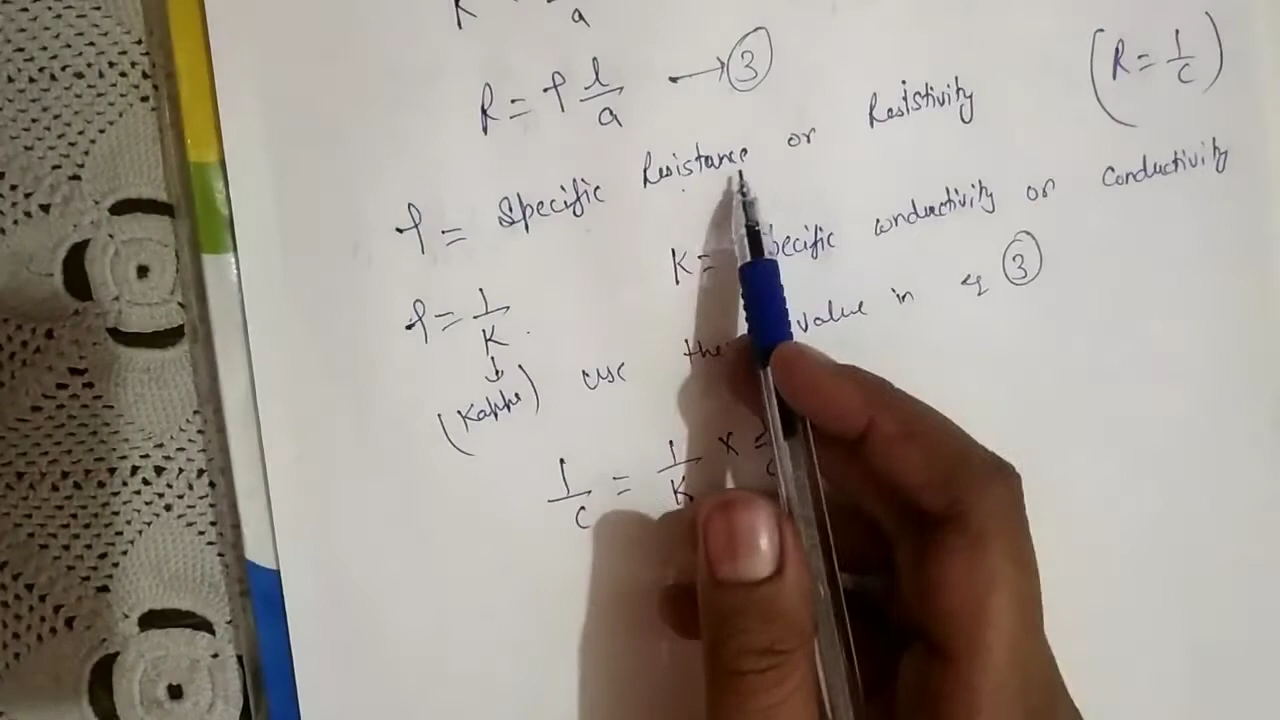 R = ρ l/a → ③
(R = 1/C)
ρ = Specific Resistance or Resistivity
K = specific conductivity or Conductivity
ρ = 1/K
(Kappa) use the value in eq ③
1/C = 1/K ×